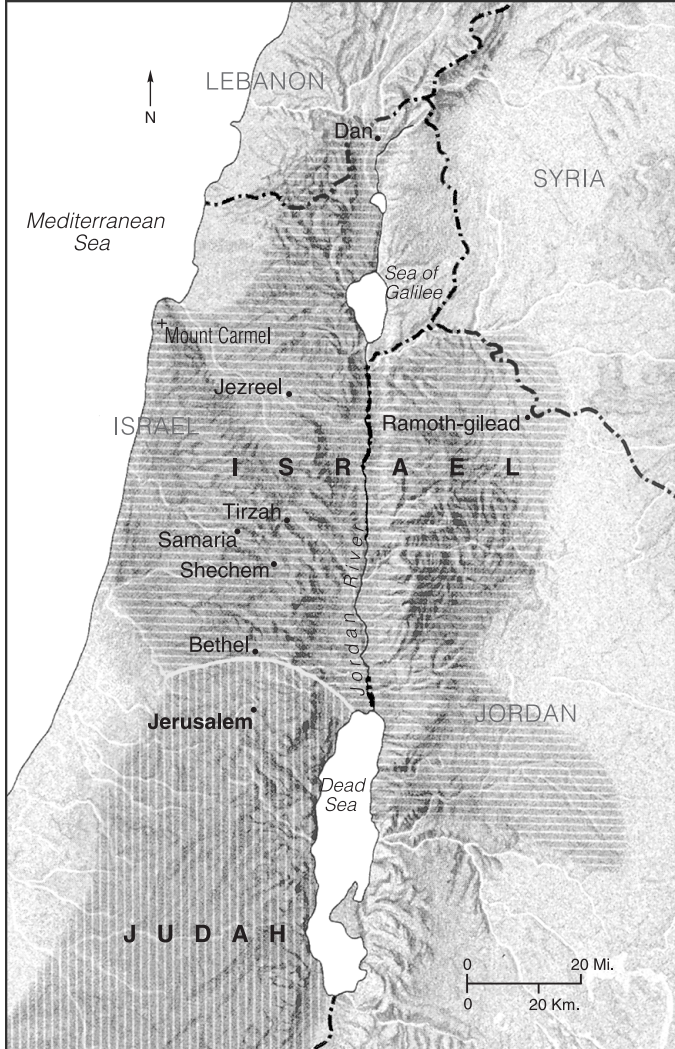 LEBANON
N
Dan
SYRIA
Mediterranean
Sea
Sea of
Galilee
+Mount Carmel
Jezreel
ISRAEL
Ramoth-gilead
I S R A E L
Tirzah
Samaria
Shechem
Jordan River
Bethel
Jerusalem
JORDAN
Dead
Sea
J U D A H
0 20 Mi.
0 20 Km.